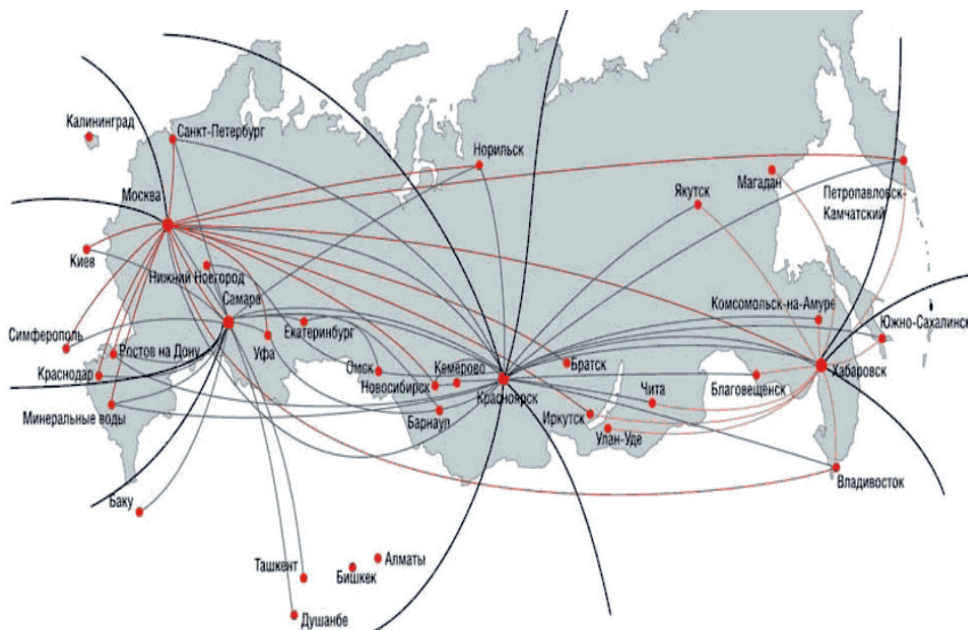 Калининград
Санкт-Петербург
Норильск
Москва
Якутск
Магадан
Петропавловск-
Камчатский
Киев
Нижний Новгород
Самара
Комсомольск-на-Амуре
Симферополь
Ростов на Дону
Уфа
Екатеринбург
Южно-Сахалинск
Краснодар
Омск
Кемерово
Братск
Хабаровск
Новосибирск
Красноярск
Чита
Благовещенск
Минеральные воды
Барнаул
Иркутск
Улан-Уде
Владивосток
Баку
Ташкент
Бишкек
Алматы
Душанбе